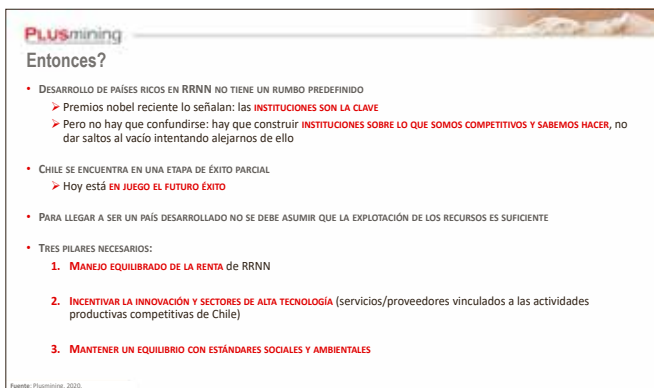 PLUSmining
Entonces?
• DESARROLLO DE PAÍSES RICOS EN RRNN NO TIENE UN RUMBO PREDEFINIDO
➢ Premios nobel reciente lo señalan: las INSTITUCIONES SON LA CLAVE
➢ Pero no hay que confundirse: hay que construir INSTITUCIONES SOBRE LO QUE SOMOS COMPETITIVOS Y SABEMOS HACER, no
dar saltos al vacío intentando alejarnos de ello
• CHILE SE ENCUENTRA EN UNA ETAPA DE ÉXITO PARCIAL
➢ Hoy está EN JUEGO EL FUTURO ÉXITO
• PARA LLEGAR A SER UN PAÍS DESARROLLADO NO SE DEBE ASUMIR QUE LA EXPLOTACIÓN DE LOS RECURSOS ES SUFICIENTE
• TRES PILARES NECESARIOS:
1. MANEJO EQUILIBRADO DE LA RENTA de RRNN
2. INCENTIVAR LA INNOVACIÓN Y SECTORES DE ALTA TECNOLOGÍA (servicios/proveedores vinculados a las actividades
productivas competitivas de Chile)
3. MANTENER UN EQUILIBRIO CON ESTÁNDARES SOCIALES Y AMBIENTALES
Fuente: Plusmining, 2020.